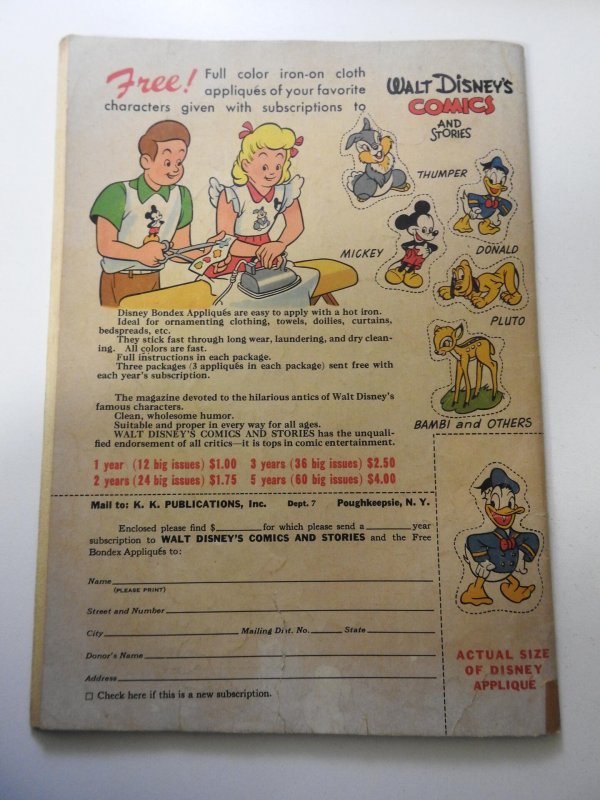 Free! Full color iron-on cloth
appliqués of your favorite
characters given with subscriptions to
WALT DISNEY'S
COMICS
AND
STORIES
THUMPER
MICKEY
DONALD
PLUTO
BAMBI and OTHERS
Disney Bondex Appliqués are easy to apply with a hot iron.
Ideal for ornamenting clothing, towels, doilies, curtains,
bedspreads, etc.
They stick fast through long wear, laundering, and dry clean-
ing. All colors are fast.
Full instructions in each package.
Three packages (3 appliqués in each package) sent free with
each year's subscription.
The magazine devoted to the hilarious antics of Walt Disney's
famous characters.
Clean, wholesome humor.
Suitable and proper in every way for all ages.
WALT DISNEY'S COMICS AND STORIES has the unquali-
fied endorsement of all critics—it is tops in comic entertainment.
1 year (12 big issues) $1.00 3 years (36 big issues) $2.50
2 years (24 big issues) $1.75 5 years (60 big issues) $4.00
Mail to: K. K. PUBLICATIONS, Inc. Dept. 7 Poughkeepsie, N. Y.
Enclosed please find $ for which please send a year
subscription to WALT DISNEY'S COMICS AND STORIES and the Free
Bondex Appliqués to:
Name
(PLEASE PRINT)
Street and Number
City Mailing Dist. No. State
Donor's Name
Address
Check here if this is a new subscription.
ACTUAL SIZE
OF DISNEY
APPLIQUÉ